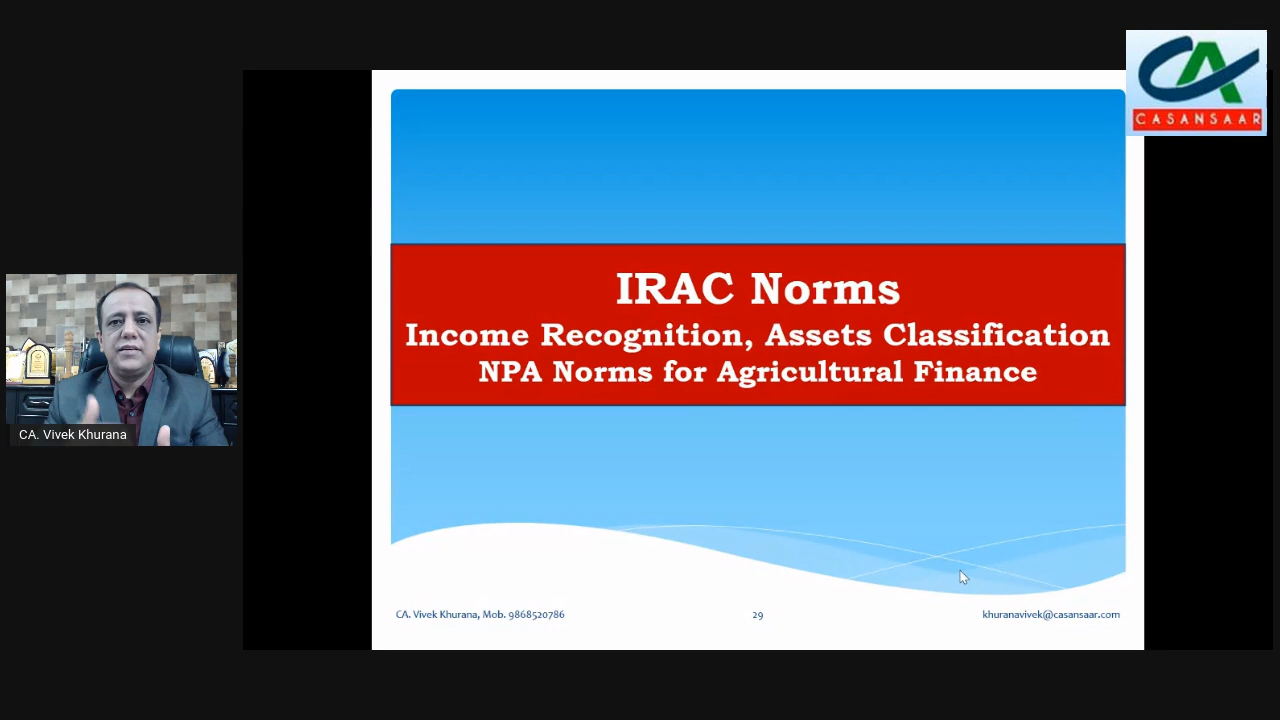 CASANSAAR
IRAC Norms
Income Recognition, Assets Classification
NPA Norms for Agricultural Finance
CA. Vivek Khurana
CA. Vivek Khurana, Mob. 9868520786
29
khuranavivek@casansaar.com